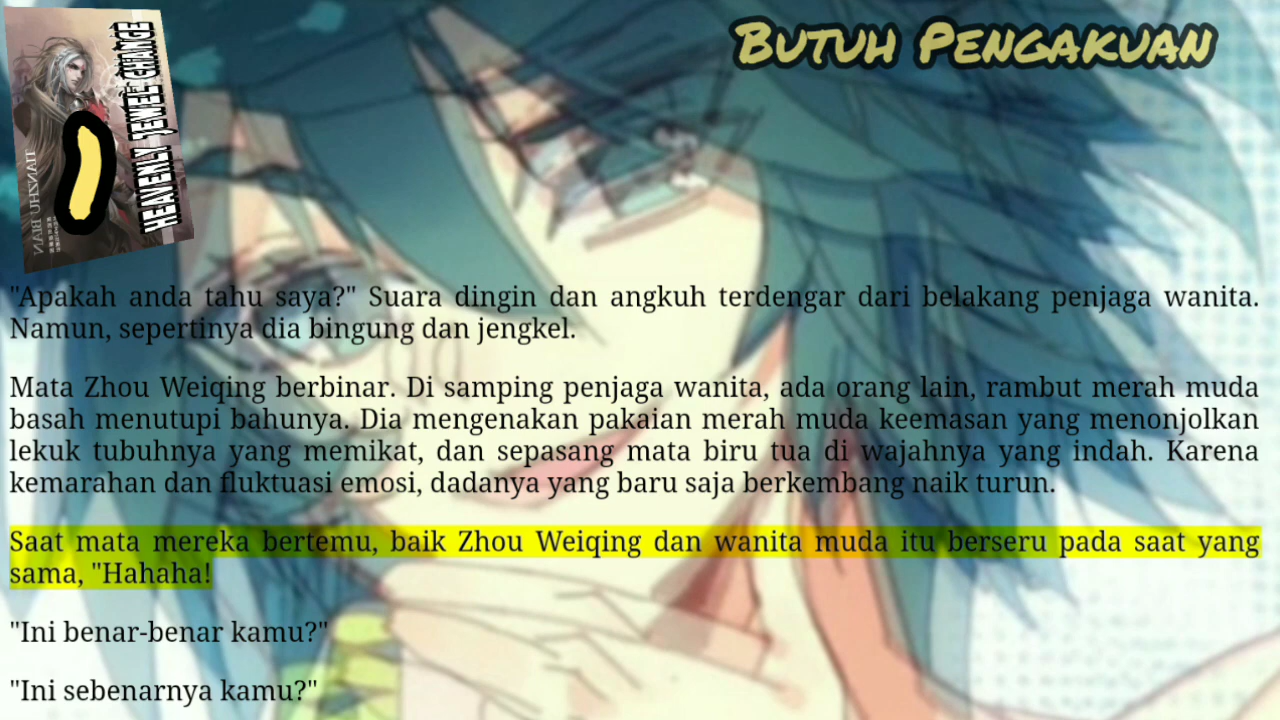 HEAVENLY JEWEL CHANGE
TIANZHU BIAN
BUTUH PENGAKUAN
"Apakah anda tahu saya?" Suara dingin dan angkuh terdengar dari belakang penjaga wanita.
Namun, sepertinya dia bingung dan jengkel.
Mata Zhou Weiqing berbinar. Di samping penjaga wanita, ada orang lain, rambut merah muda
basah menutupi bahunya. Dia mengenakan pakaian merah muda keemasan yang menonjolkan
lekuk tubuhnya yang memikat, dan sepasang mata biru tua di wajahnya yang indah. Karena
kemarahan dan fluktuasi emosi, dadanya yang baru saja berkembang naik turun.
Saat mata mereka bertemu, baik Zhou Weiqing dan wanita muda itu berseru pada saat yang
sama, "Hahaha!
"Ini benar-benar kamu?"
"Ini sebenarnya kamu?"